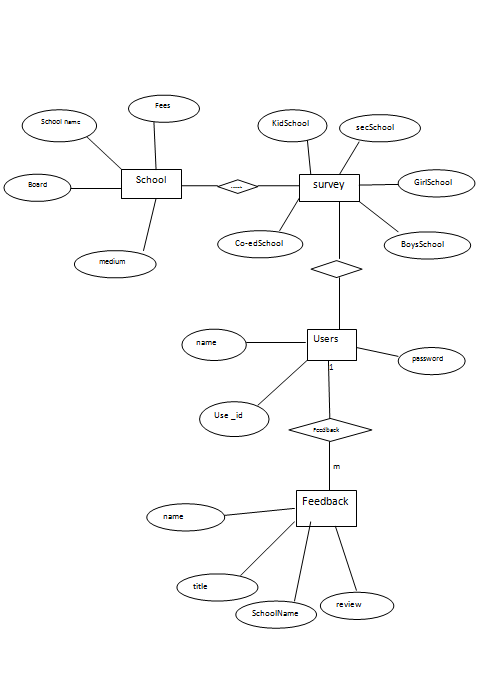 Fees
School name
KidSchool
secSchool
School
survey
GirlSchool
Board
Co-edSchool
BoysSchool
medium
Users
name
password
1
Use _id
Feedback
m
Feedback
name
title
SchoolName
review